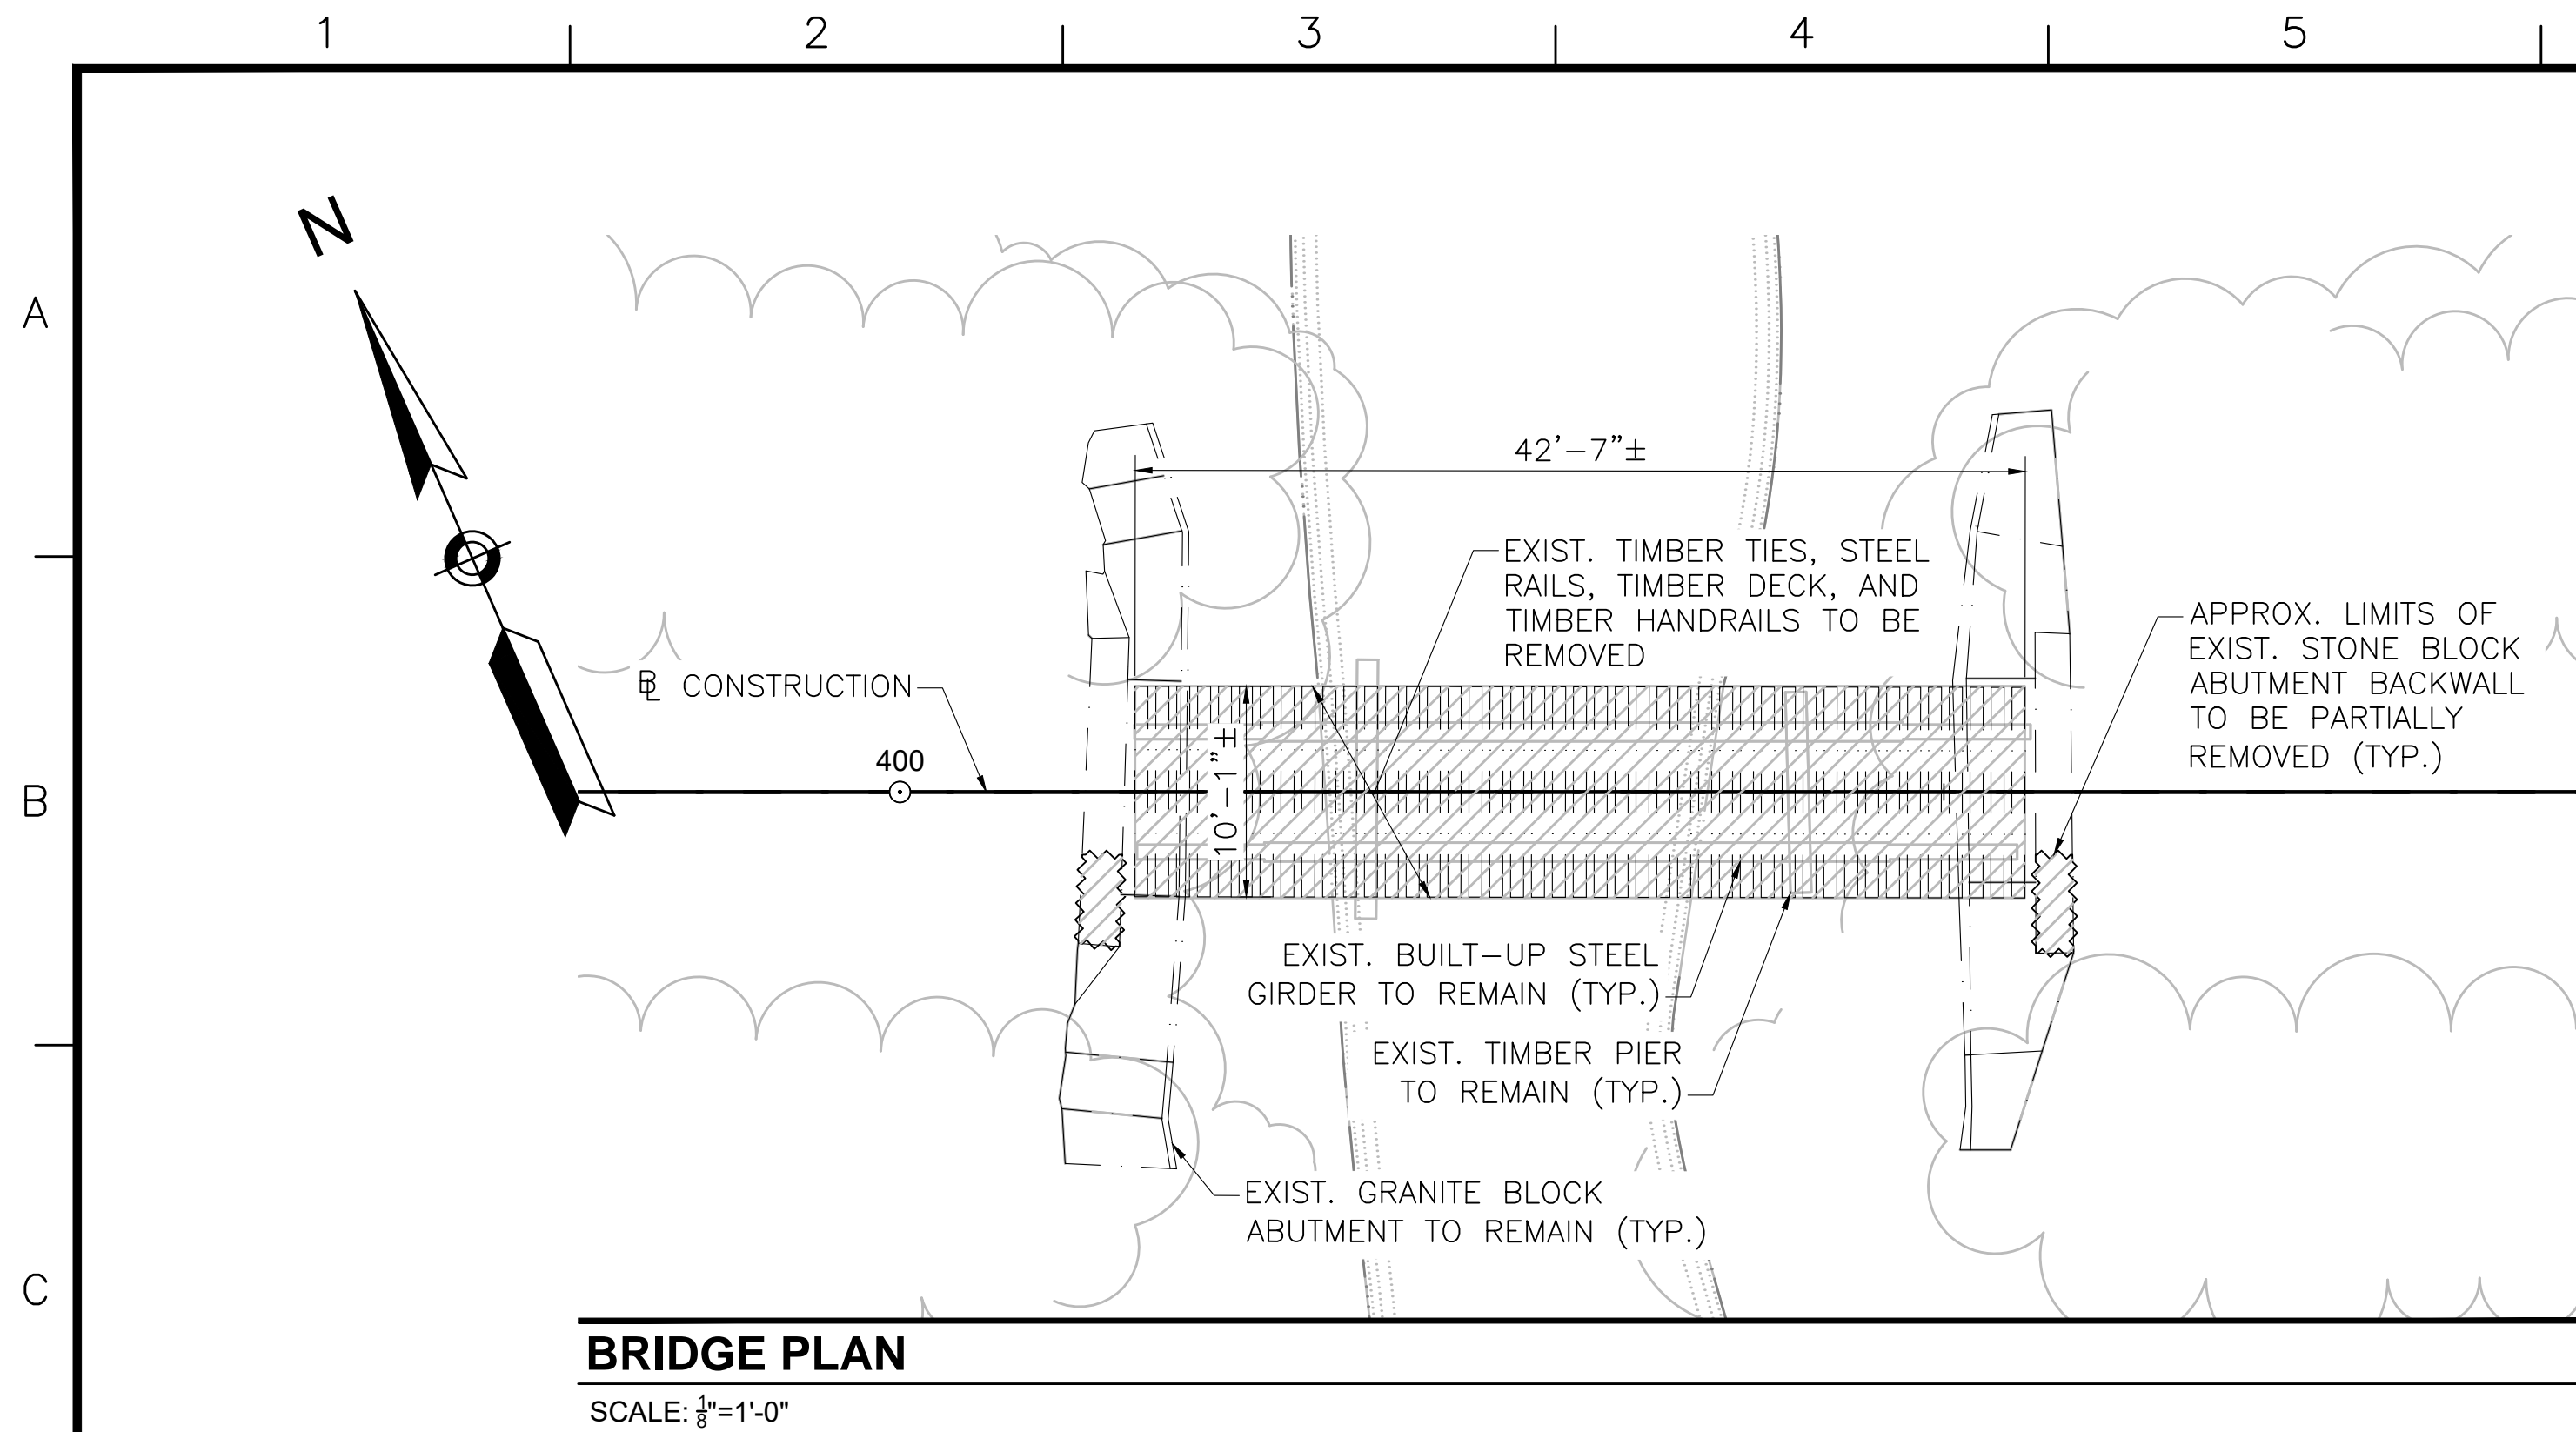 1 2 3 4 5
N
A
42'-7"±
EXIST. TIMBER TIES, STEEL
RAILS, TIMBER DECK, AND
TIMBER HANDRAILS TO BE
REMOVED
APPROX. LIMITS OF
EXIST. STONE BLOCK
ABUTMENT BACKWALL
TO BE PARTIALLY
REMOVED (TYP.)
℄ CONSTRUCTION
400
B
10'-1"±
EXIST. BUILT-UP STEEL
GIRDER TO REMAIN (TYP.)
EXIST. TIMBER PIER
TO REMAIN (TYP.)
EXIST. GRANITE BLOCK
ABUTMENT TO REMAIN (TYP.)
C
BRIDGE PLAN
SCALE: 1/8"=1'-0"